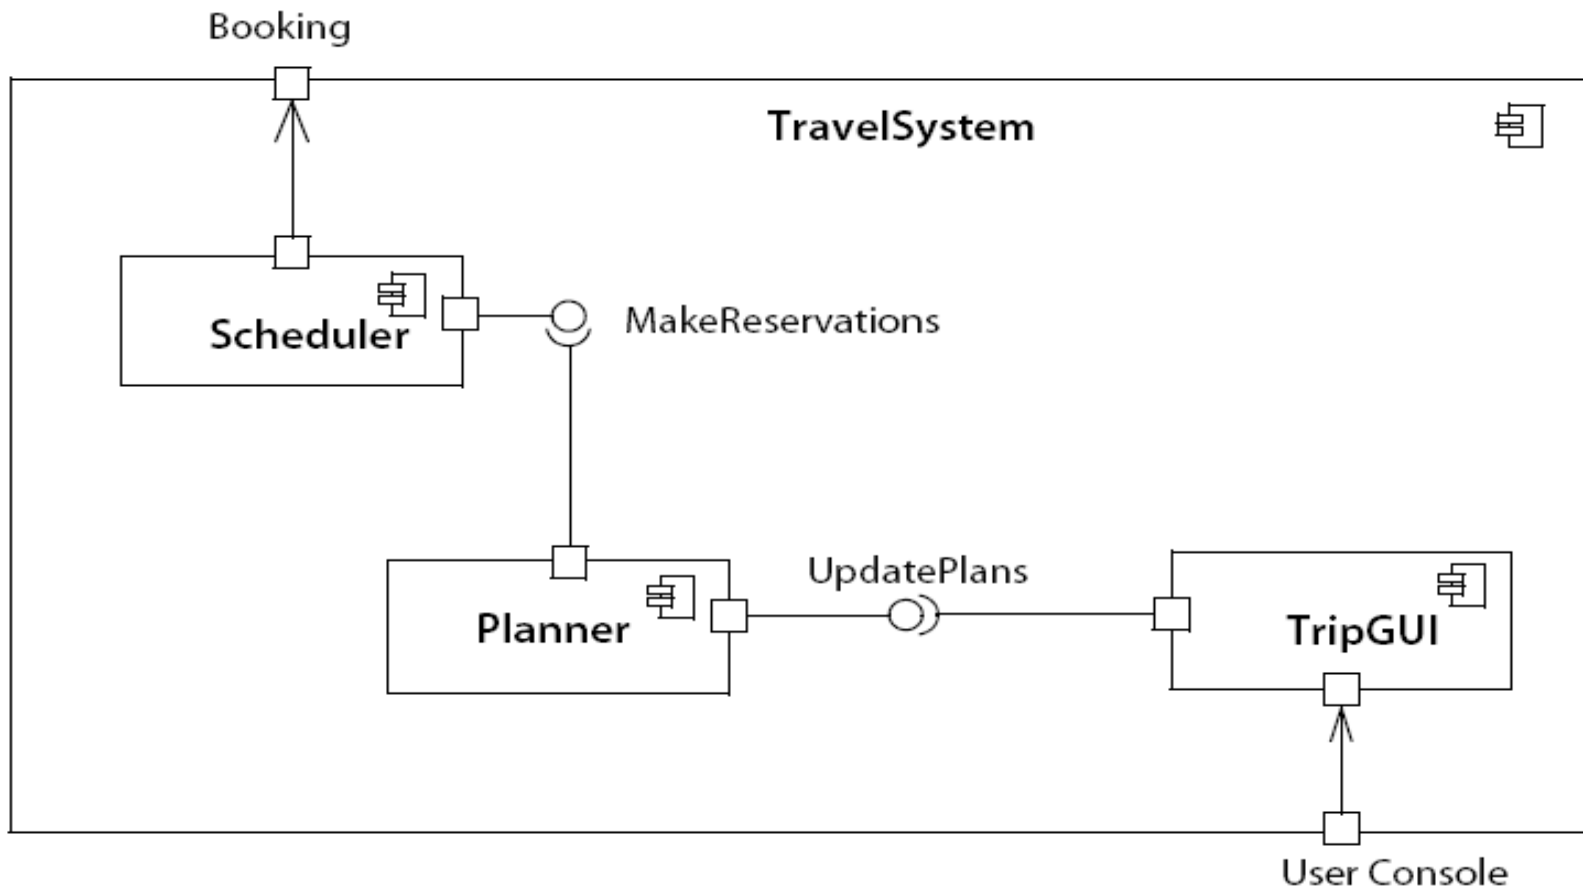 Booking
TravelSystem
Scheduler
MakeReservations
UpdatePlans
Planner
TripGUI
User Console